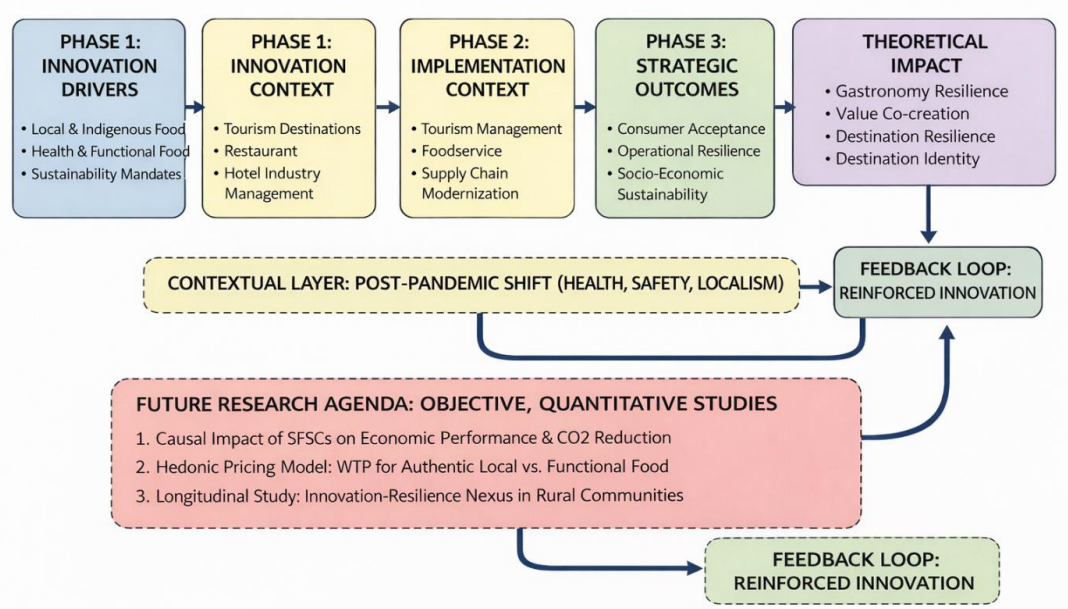 PHASE 1:
INNOVATION
DRIVERS
• Local & Indigenous Food
• Health & Functional Food
• Sustainability Mandates
PHASE 1:
INNOVATION
CONTEXT
• Tourism Destinations
• Restaurant
• Hotel Industry
Management
PHASE 2:
IMPLEMENTATION
CONTEXT
• Tourism Management
• Foodservice
• Supply Chain
Modernization
PHASE 3:
STRATEGIC
OUTCOMES
• Consumer Acceptance
• Operational Resilience
• Socio-Economic
Sustainability
THEORETICAL
IMPACT
• Gastronomy Resilience
• Value Co-creation
• Destination Resilience
• Destination Identity
CONTEXTUAL LAYER: POST-PANDEMIC SHIFT (HEALTH, SAFETY, LOCALISM)
FEEDBACK LOOP:
REINFORCED INNOVATION
FUTURE RESEARCH AGENDA: OBJECTIVE, QUANTITATIVE STUDIES
1. Causal Impact of SFSCs on Economic Performance & CO2 Reduction
2. Hedonic Pricing Model: WTP for Authentic Local vs. Functional Food
3. Longitudinal Study: Innovation-Resilience Nexus in Rural Communities
FEEDBACK LOOP:
REINFORCED INNOVATION